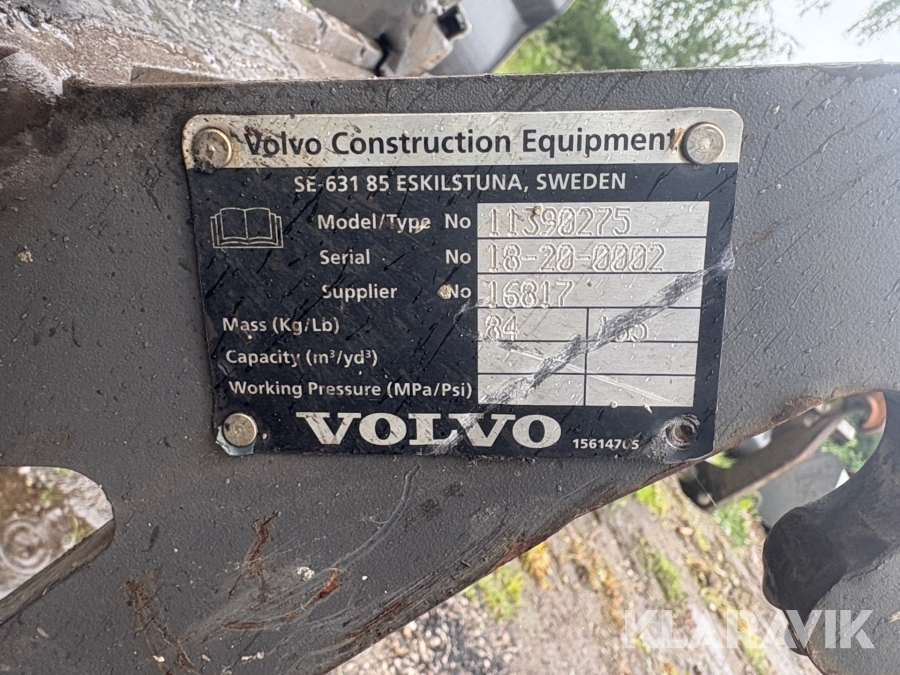 Volvo Construction Equipment
SE-631 85 ESKILSTUNA, SWEDEN
Model/Type No 11390275
Serial No 18-20-0002
Supplier No 16817
Mass (Kg/Lb) 84
Capacity (m³/yd³)
Working Pressure (MPa/Psi)
VOLVO
KLARAVIK